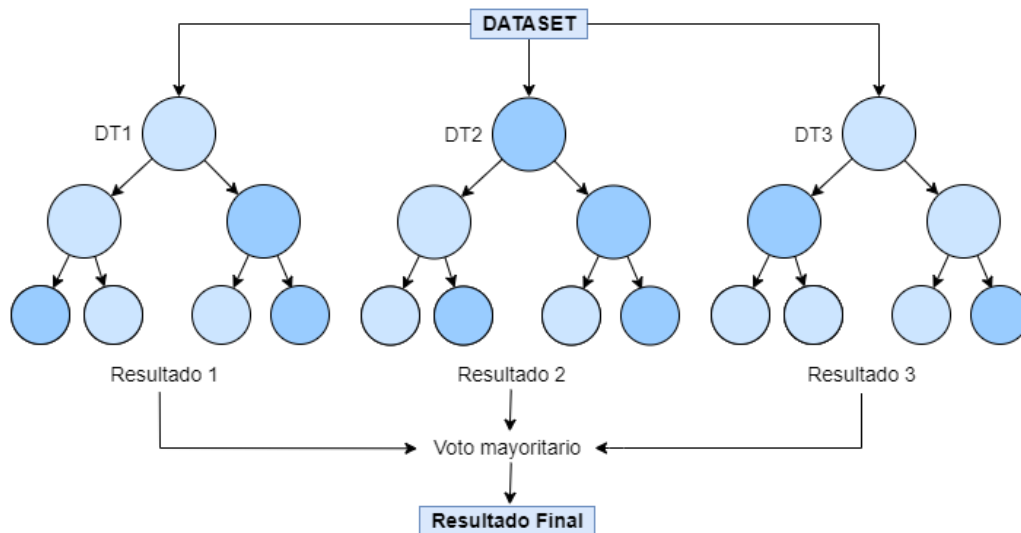 DATASET
DT1
DT2
DT3
Resultado 1
Resultado 2
Resultado 3
Voto mayoritario
Resultado Final